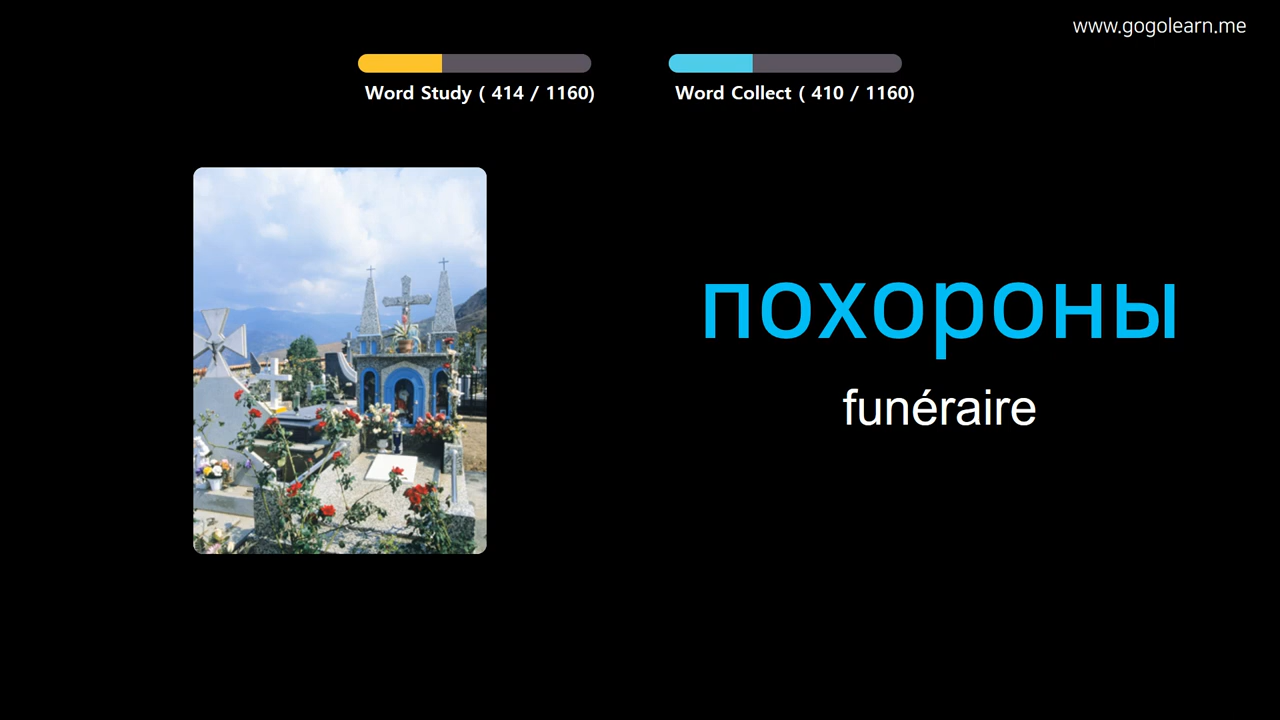 www.gogolearn.me
Word Study ( 414 / 1160)
Word Collect ( 410 / 1160)
похороны
funéraire